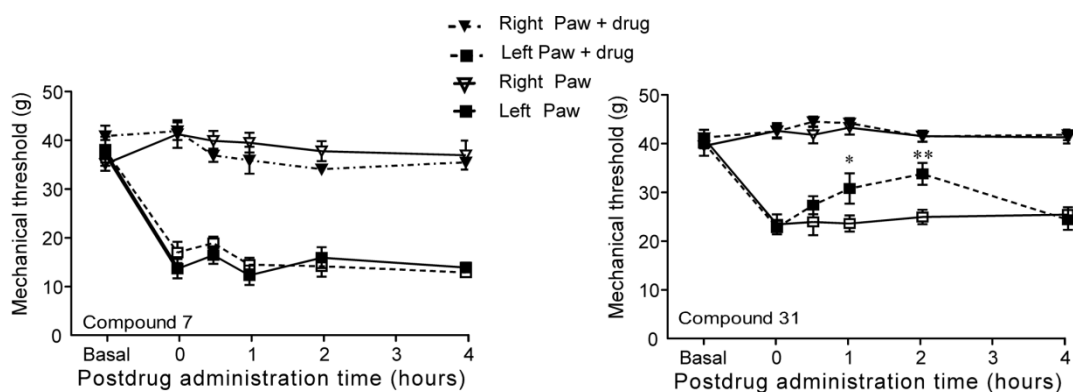 Right Paw + drug
Left Paw + drug
Right Paw
Left Paw
Mechanical threshold (g)
50
40
30
20
10
0
Compound 7
Basal 0 1 2 3 4
Postdrug administration time (hours)
Mechanical threshold (g)
50
40
30
20
10
0
* **
Compound 31
Basal 0 1 2 3 4
Postdrug administration time (hours)